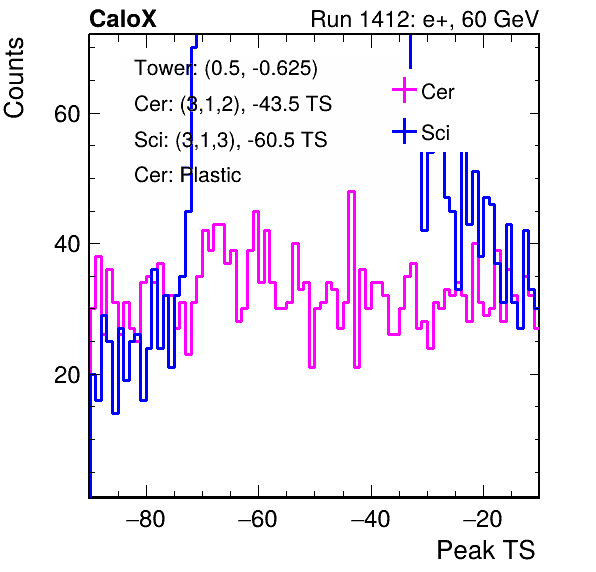 CaloX Run 1412: e+, 60 GeV
Counts
Tower: (0.5, -0.625)
Cer: (3,1,2), -43.5 TS
Sci: (3,1,3), -60.5 TS
Cer: Plastic
Cer
Sci
60
40
20
−80 −60 −40 −20
Peak TS